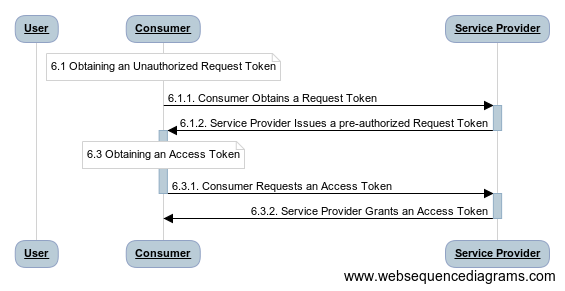 User
Consumer
Service Provider
6.1 Obtaining an Unauthorized Request Token
6.1.1. Consumer Obtains a Request Token
6.1.2. Service Provider Issues a pre-authorized Request Token
6.3 Obtaining an Access Token
6.3.1. Consumer Requests an Access Token
6.3.2. Service Provider Grants an Access Token
User
Consumer
Service Provider
www.websequencediagrams.com